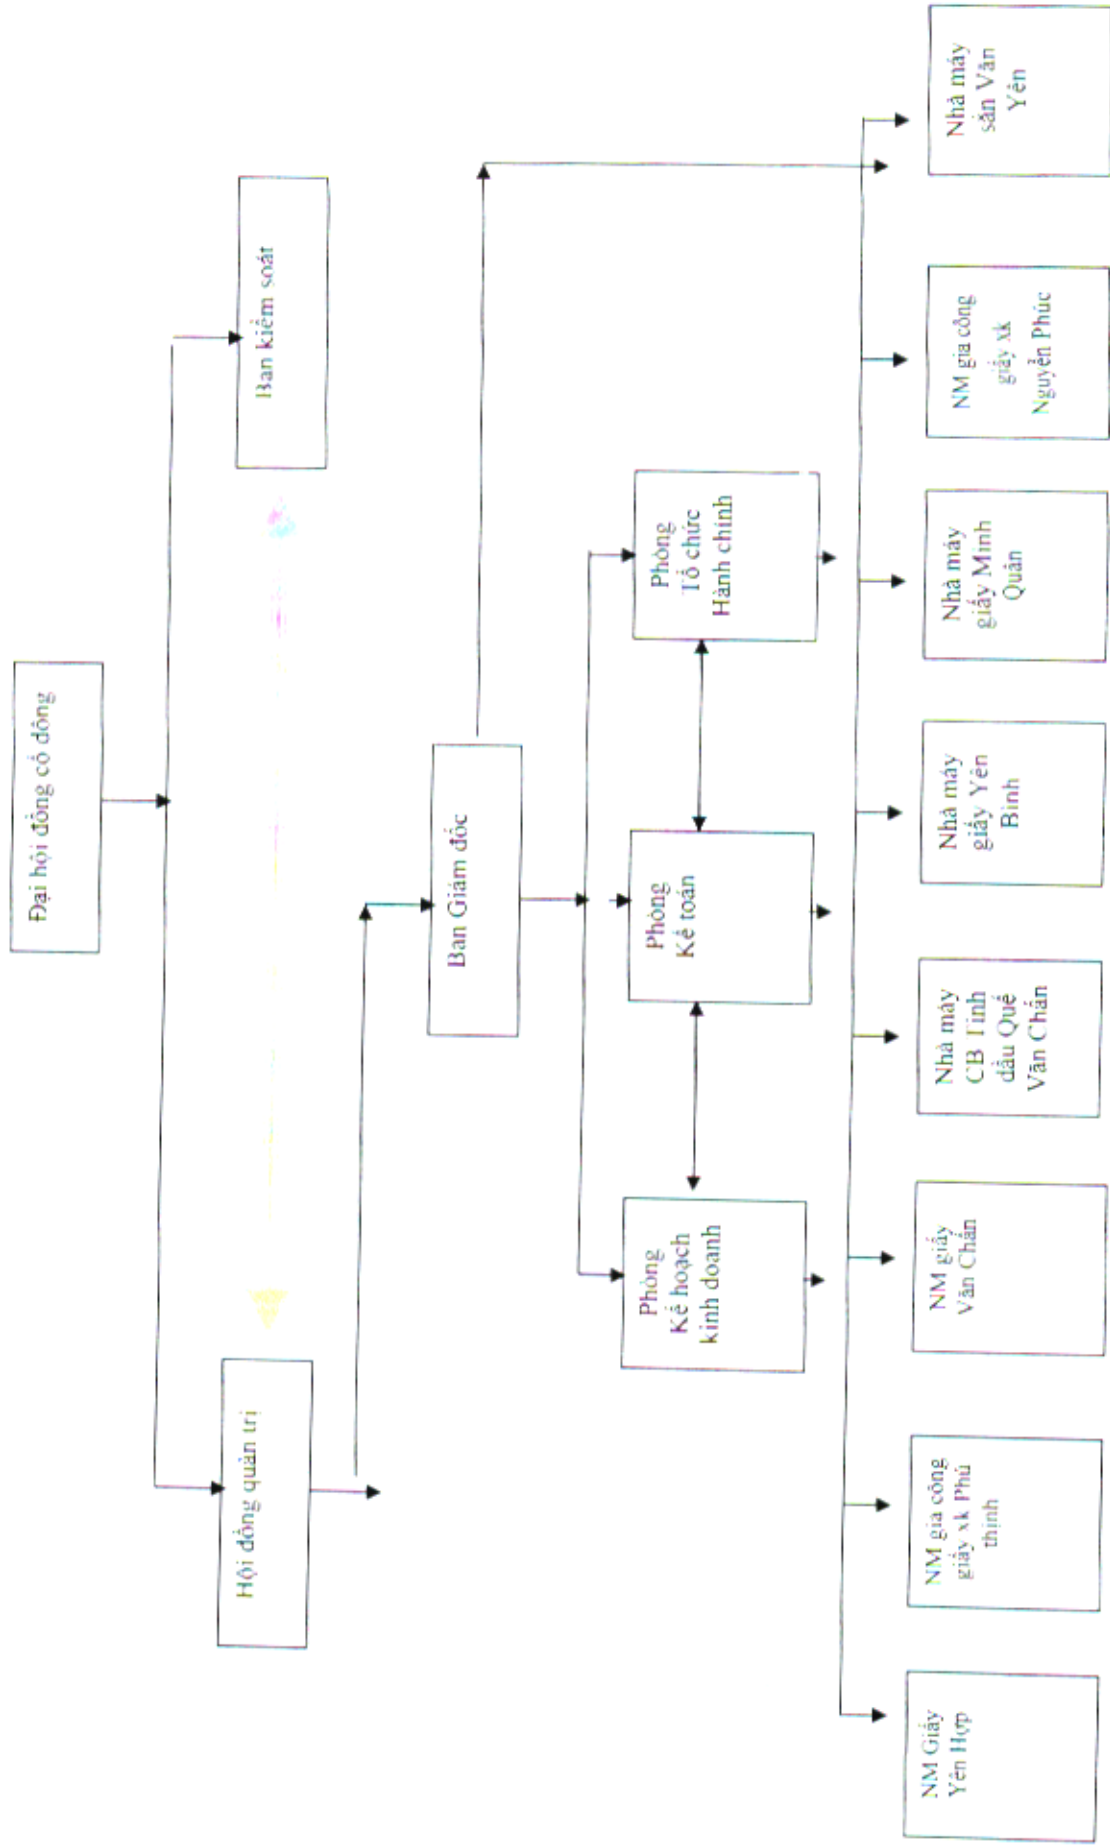 Đại hội đồng cổ đông
Hội đồng quản trị
Ban kiểm soát
Ban Giám đốc
Phòng
Kế hoạch
kinh doanh
Phòng
Kế toán
Phòng
Tổ chức
Hành chính
NM Giấy
Yên Hợp
NM gia công
giấy xk Phú
thịnh
NM giấy
Văn Chấn
Nhà máy
CB Tinh
dầu Quế
Văn Chấn
Nhà máy
giấy Yên
Bình
Nhà máy
giấy Minh
Quân
NM gia công
giấy xk
Nguyễn Phúc
Nhà máy
sắn Văn
Yên